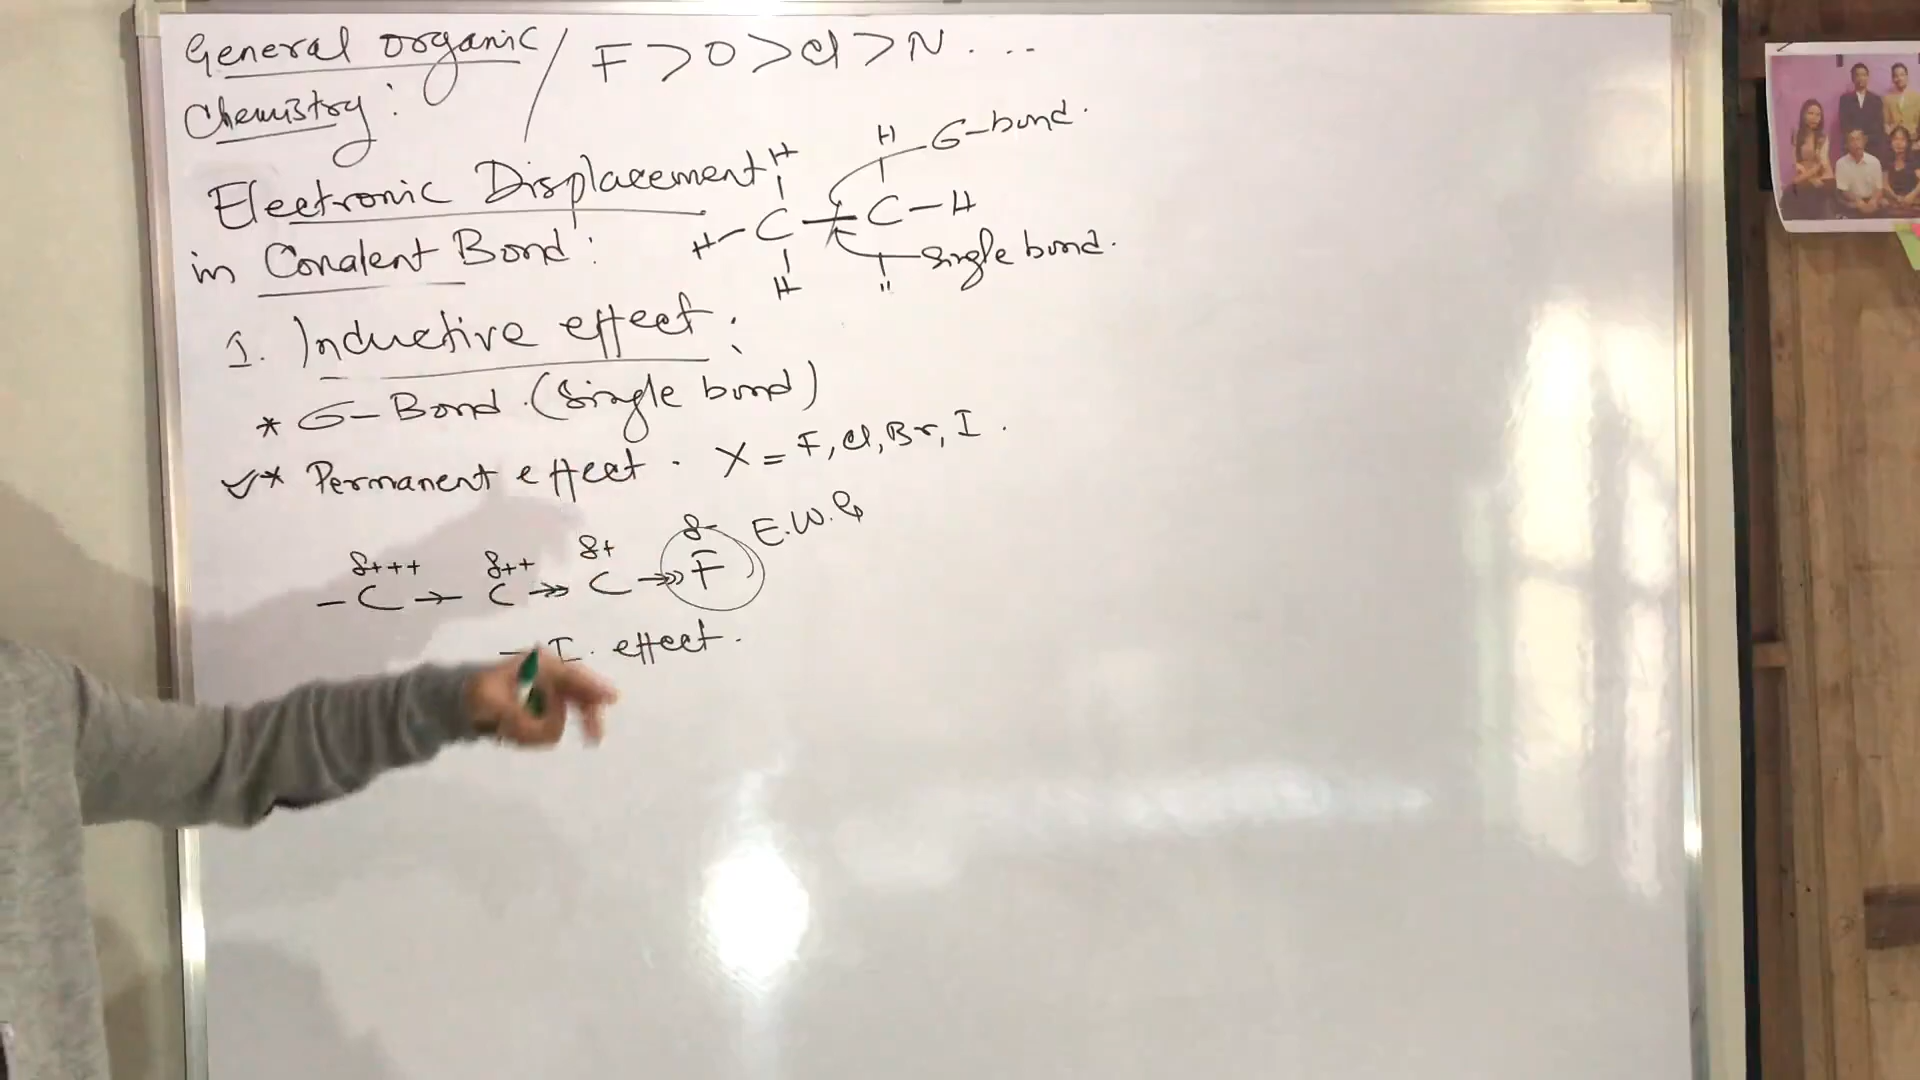 General organic / F > O > Cl > N . ...
Chemistry:
Electronic Displacement
in Covalent Bond:
H H σ-bond.
H-C-C-H
H " single bond.
1. Inductive effect:
* σ-Bond. (single bond)
✓* Permanent effect. X = F, Cl, Br, I.
δ+++ δ++ δ+ δ- E.W.G
-C → C →> C →>> F
-I. effect.